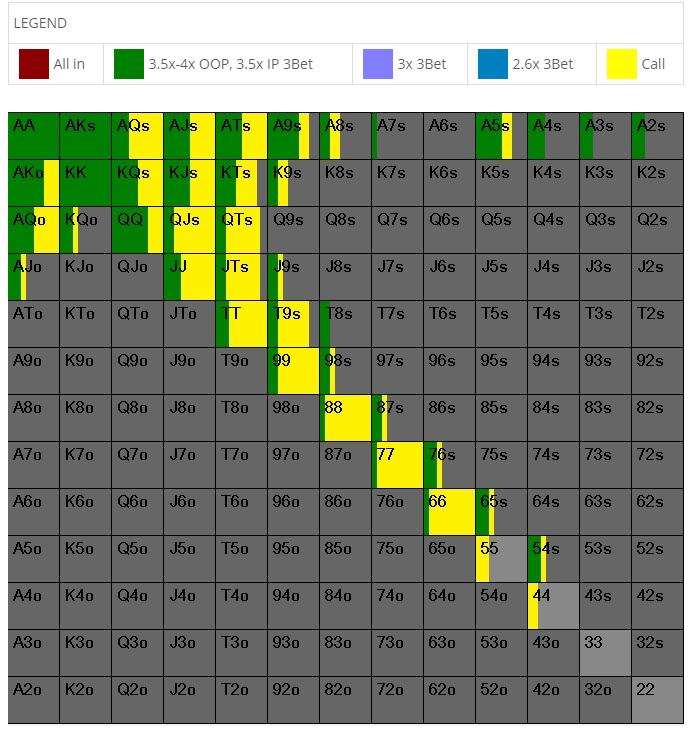 LEGEND
All in 3.5x-4x OOP, 3.5x IP 3Bet 3x 3Bet 2.6x 3Bet Call
AA AKs AQs AJs ATs A9s A8s A7s A6s A5s A4s A3s A2s
AKo KK KQs KJs KTs K9s K8s K7s K6s K5s K4s K3s K2s
AQo KQo QQ QJs QTs Q9s Q8s Q7s Q6s Q5s Q4s Q3s Q2s
AJo KJo QJo JJ JTs J9s J8s J7s J6s J5s J4s J3s J2s
ATo KTo QTo JTo TT T9s T8s T7s T6s T5s T4s T3s T2s
A9o K9o Q9o J9o T9o 99 98s 97s 96s 95s 94s 93s 92s
A8o K8o Q8o J8o T8o 98o 88 87s 86s 85s 84s 83s 82s
A7o K7o Q7o J7o T7o 97o 87o 77 76s 75s 74s 73s 72s
A6o K6o Q6o J6o T6o 96o 86o 76o 66 65s 64s 63s 62s
A5o K5o Q5o J5o T5o 95o 85o 75o 65o 55 54s 53s 52s
A4o K4o Q4o J4o T4o 94o 84o 74o 64o 54o 44 43s 42s
A3o K3o Q3o J3o T3o 93o 83o 73o 63o 53o 43o 33 32s
A2o K2o Q2o J2o T2o 92o 82o 72o 62o 52o 42o 32o 22